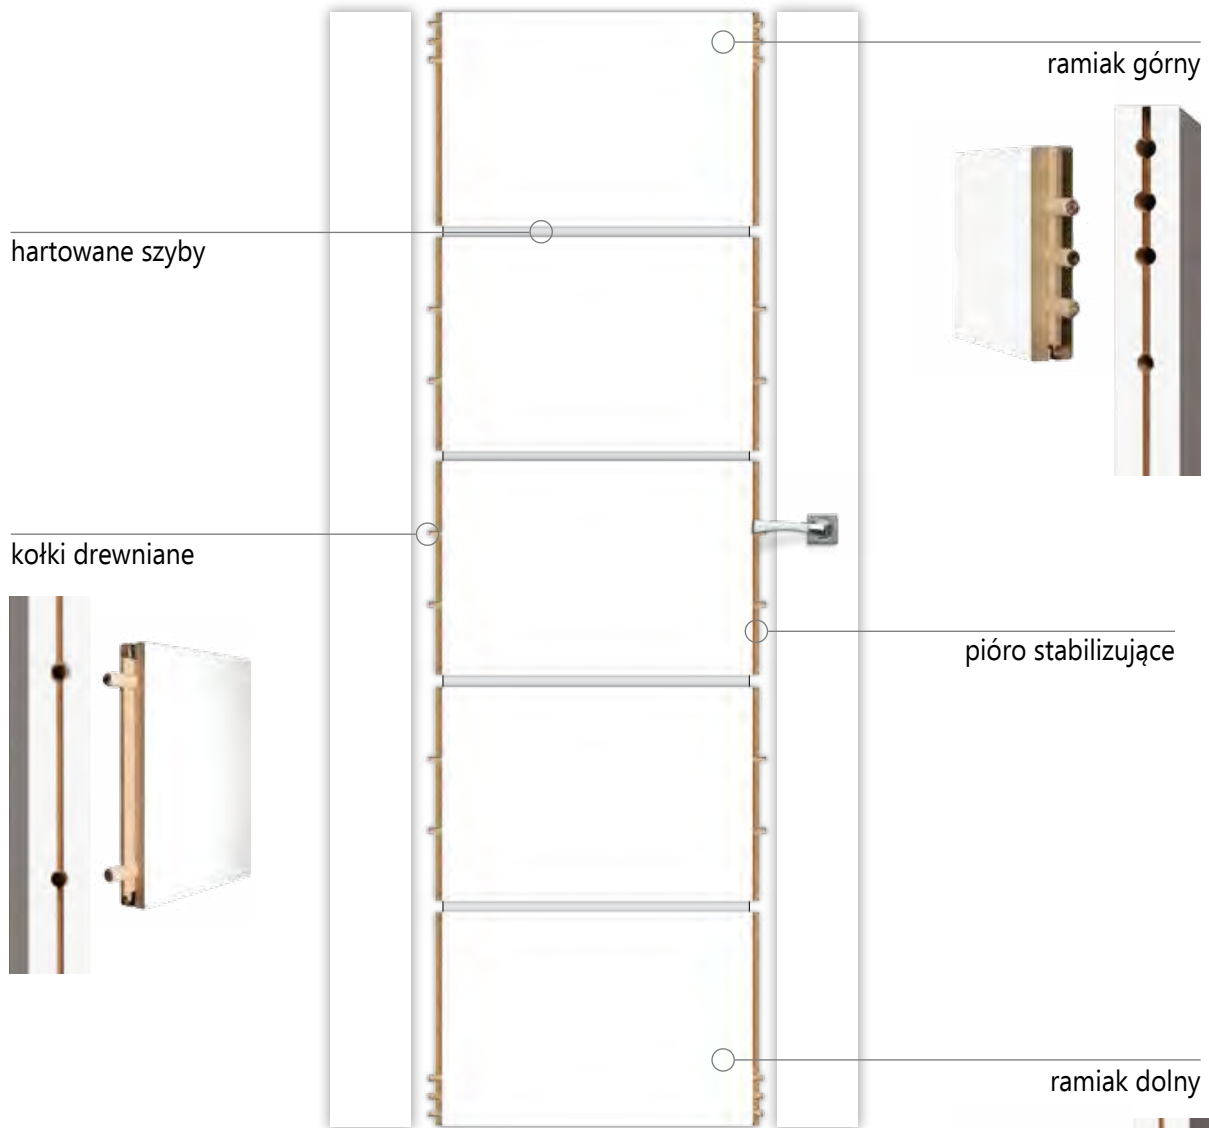 ramiak górny
hartowane szyby
kołki drewniane
pióro stabilizujące
ramiak dolny